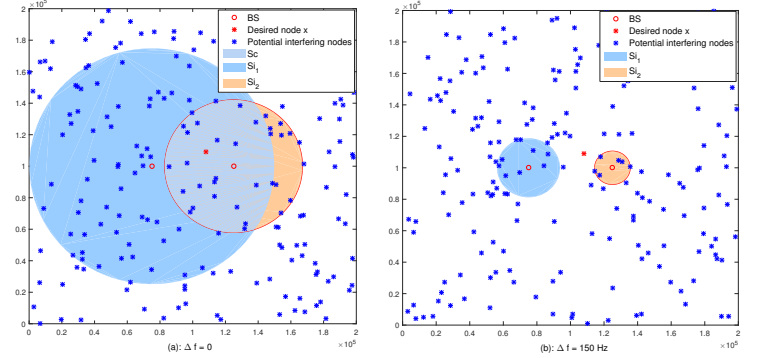 ×10⁵
2
1.8
1.6
1.4
1.2
1
0.8
0.6
0.4
0.2
0
0 0.2 0.4 0.6 0.8 1 1.2 1.4 1.6 1.8 2
×10⁵
BS
Desired node x
Potential interfering nodes
Sc
Si₁
Si₂
(a): Δ f = 0
×10⁵
2
1.8
1.6
1.4
1.2
1
0.8
0.6
0.4
0.2
0
0 0.2 0.4 0.6 0.8 1 1.2 1.4 1.6 1.8 2
×10⁵
BS
Desired node x
Potential interfering nodes
Si₁
Si₂
(b): Δ f = 150 Hz